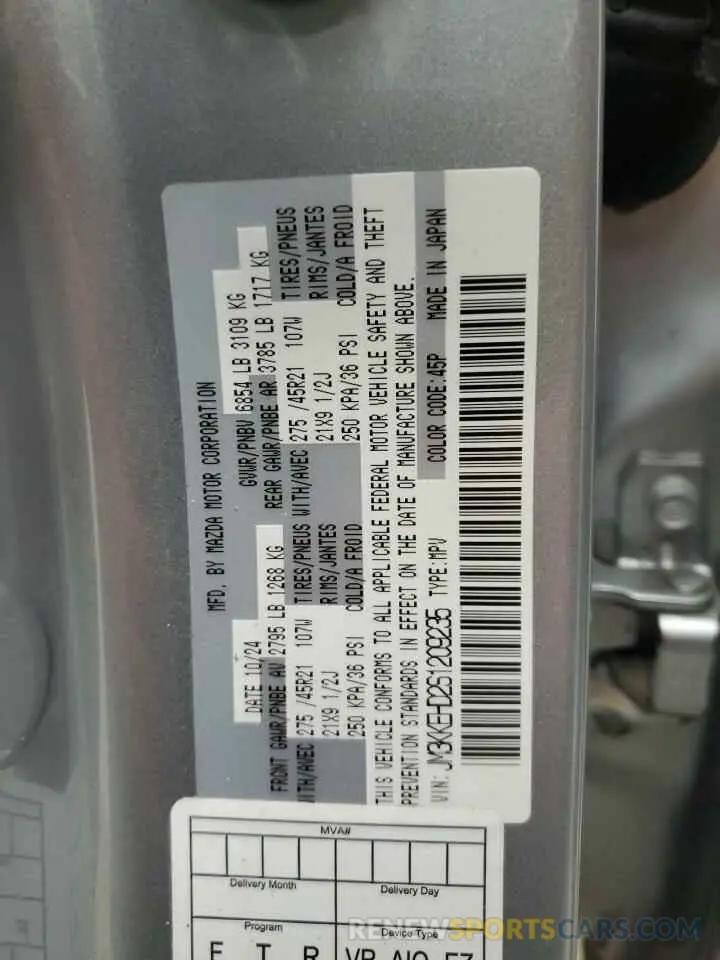 MFD. BY MAZDA MOTOR CORPORATION
DATE 10/24 GVWR/PNBV 6854 LB 3109 KG
FRONT GAWR/PNBE AV 2795 LB 1268 KG REAR GAWR/PNBE AR 3785 LB 1717 KG
WITH/AVEC 275 /45R21 107W TIRES/PNEUS WITH/AVEC 275 /45R21 107W TIRES/PNEUS
21X9 1/2J RIMS/JANTES 21X9 1/2J RIMS/JANTES
250 KPA/36 PSI COLD/A FROID 250 KPA/36 PSI COLD/A FROID
THIS VEHICLE CONFORMS TO ALL APPLICABLE FEDERAL MOTOR VEHICLE SAFETY AND THEFT
PREVENTION STANDARDS IN EFFECT ON THE DATE OF MANUFACTURE SHOWN ABOVE.
VIN: JM3KKEHD2S1209235 TYPE:MPV COLOR CODE:45P MADE IN JAPAN
MVA#
Delivery Month Delivery Day
Program Device Type
F T R VP AIO EZ
RENEWSPORTSCARS.COM